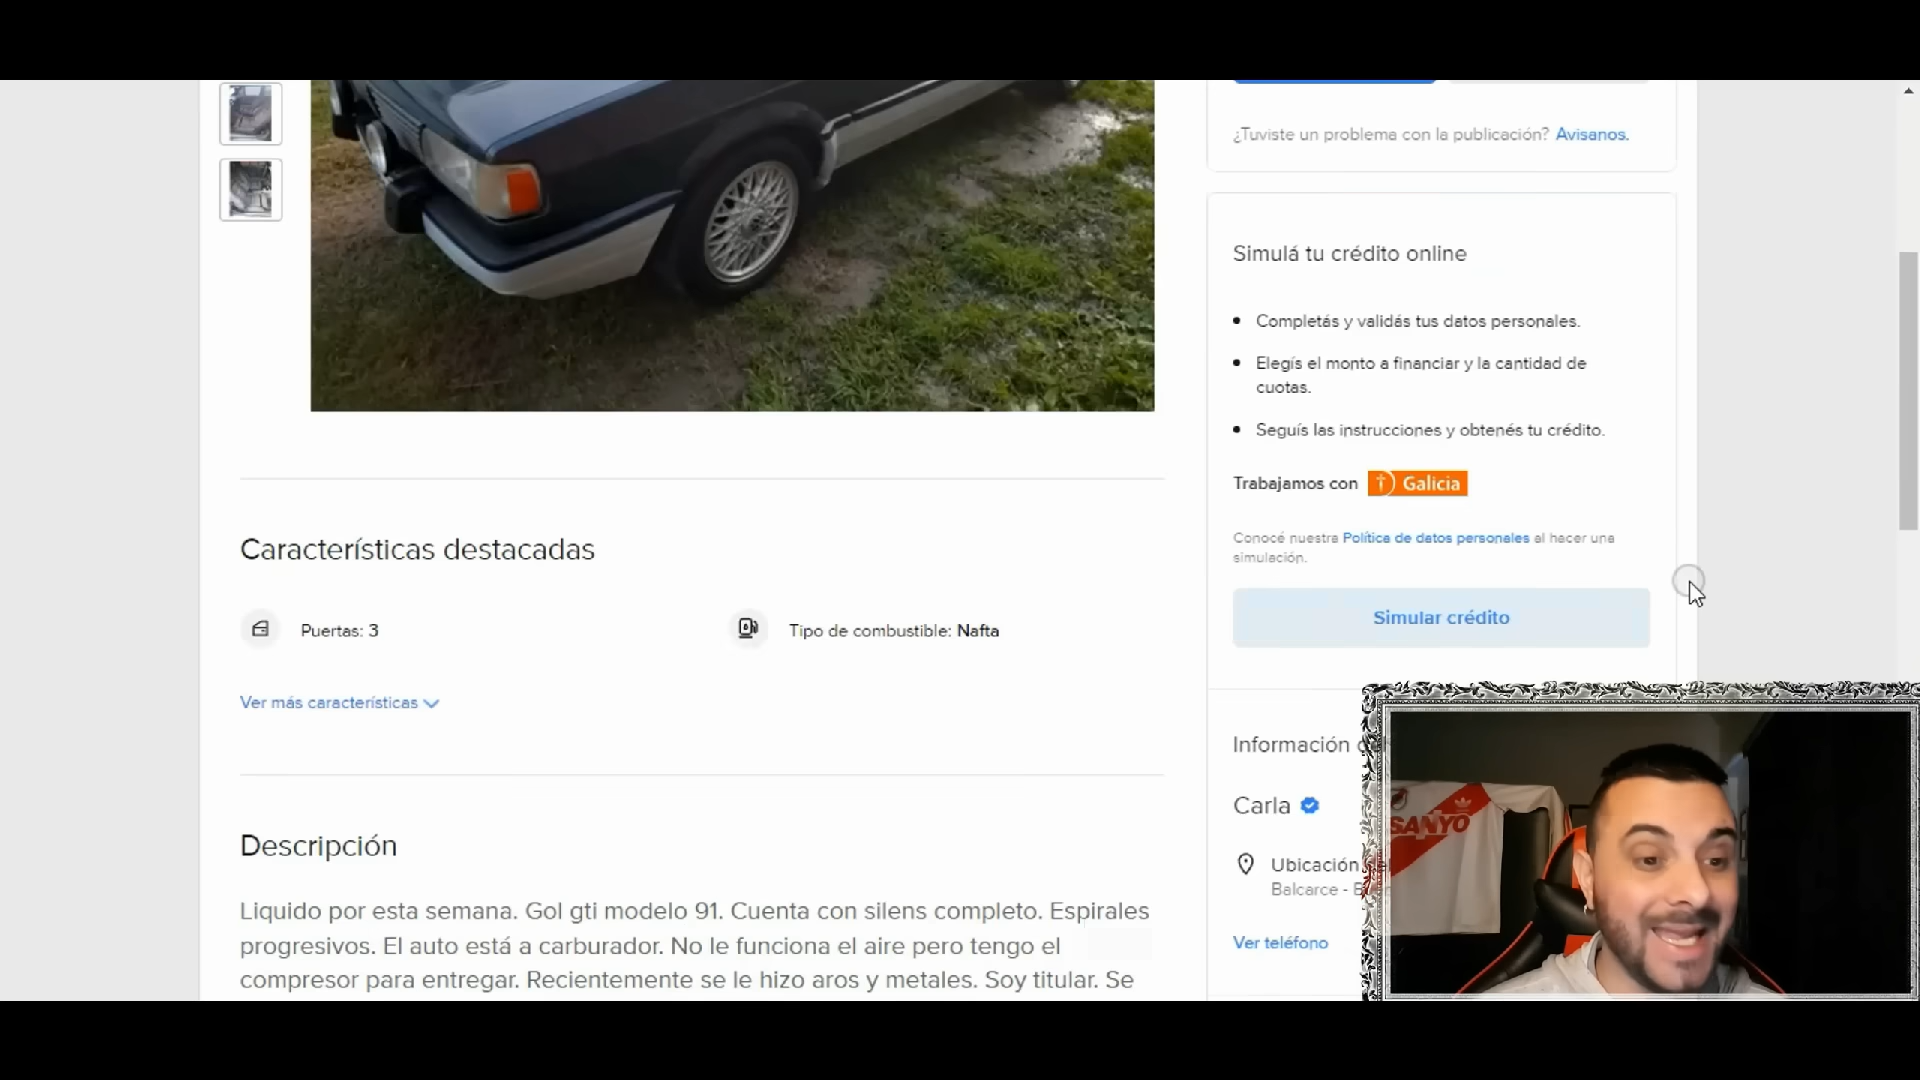 ¿Tuviste un problema con la publicación? Avisanos.
Simulá tu crédito online
Completás y validás tus datos personales.
Elegís el monto a financiar y la cantidad de
cuotas.
Seguís las instrucciones y obtenés tu crédito.
Trabajamos con Galicia
Conocé nuestra Política de datos personales al hacer una
simulación.
Simular crédito
Características destacadas
Puertas: 3
Tipo de combustible: Nafta
Ver más características
Información
Carla
Ubicación
Balcarce -
Ver teléfono
Descripción
Liquido por esta semana. Gol gti modelo 91. Cuenta con silens completo. Espirales
progresivos. El auto está a carburador. No le funciona el aire pero tengo el
compresor para entregar. Recientemente se le hizo aros y metales. Soy titular. Se
SANYO